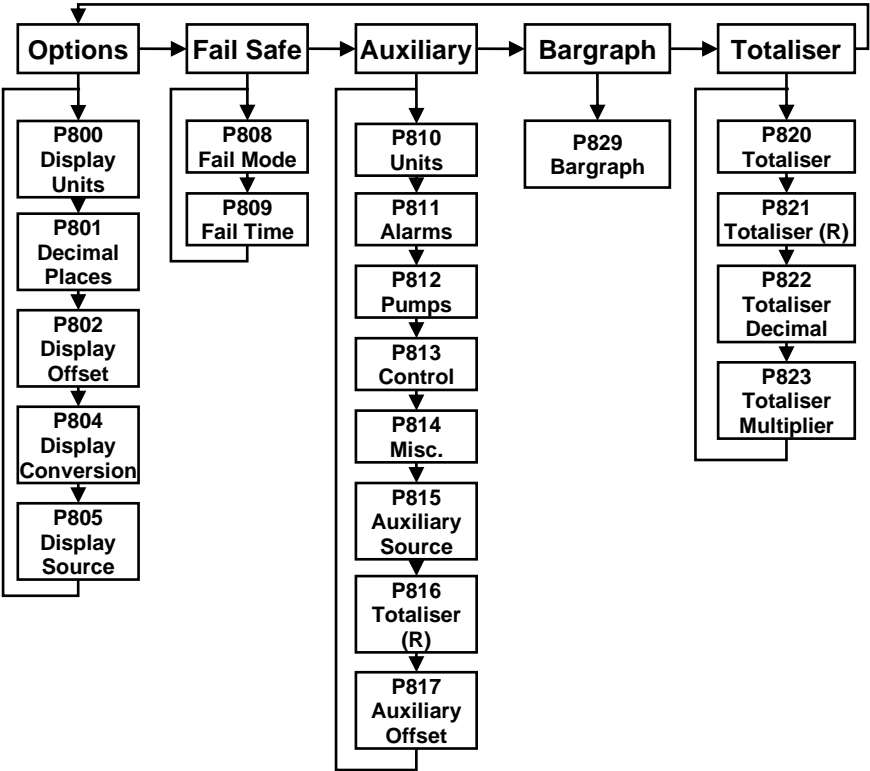 Options
Fail Safe
Auxiliary
Bargraph
Totaliser
P800
Display
Units
P801
Decimal
Places
P802
Display
Offset
P804
Display
Conversion
P805
Display
Source
P808
Fail Mode
P809
Fail Time
P810
Units
P811
Alarms
P812
Pumps
P813
Control
P814
Misc.
P815
Auxiliary
Source
P816
Totaliser
(R)
P817
Auxiliary
Offset
P829
Bargraph
P820
Totaliser
P821
Totaliser (R)
P822
Totaliser
Decimal
P823
Totaliser
Multiplier